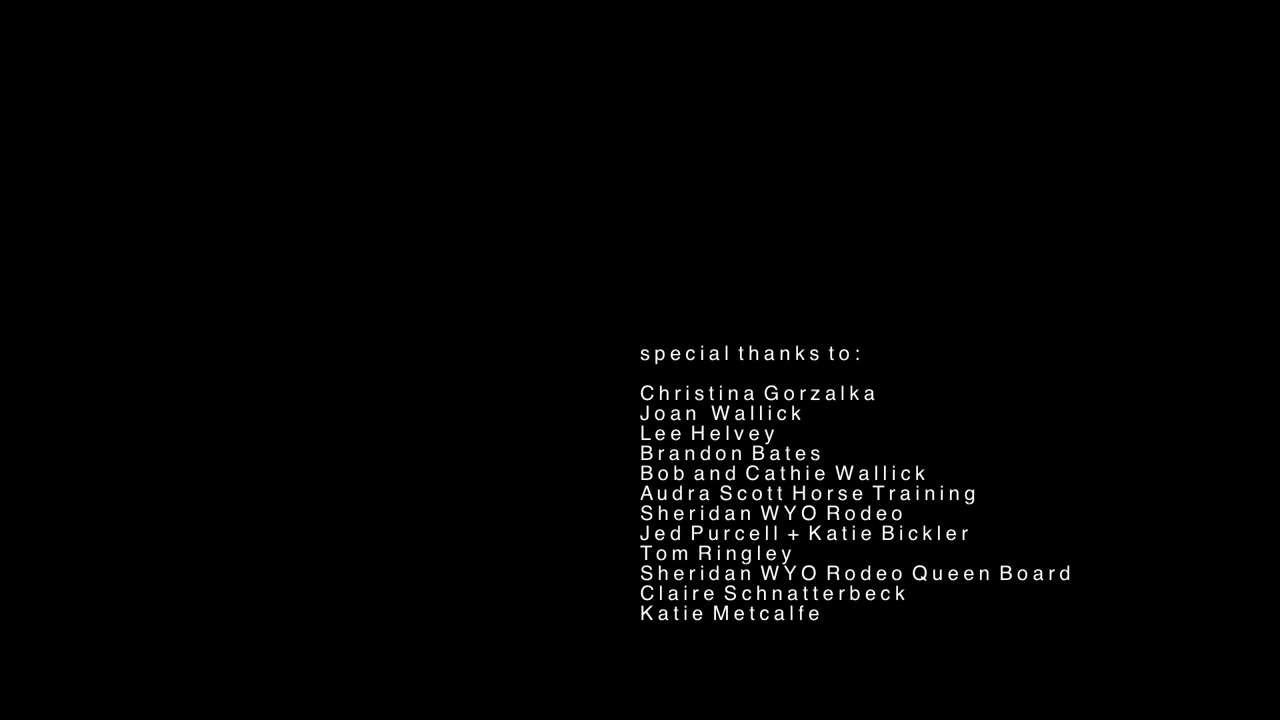 special thanks to:
Christina Gorzalka
Joan Wallick
Lee Helvey
Brandon Bates
Bob and Cathie Wallick
Audra Scott Horse Training
Sheridan WYO Rodeo
Jed Purcell + Katie Bickler
Tom Ringley
Sheridan WYO Rodeo Queen Board
Claire Schnatterbeck
Katie Metcalfe